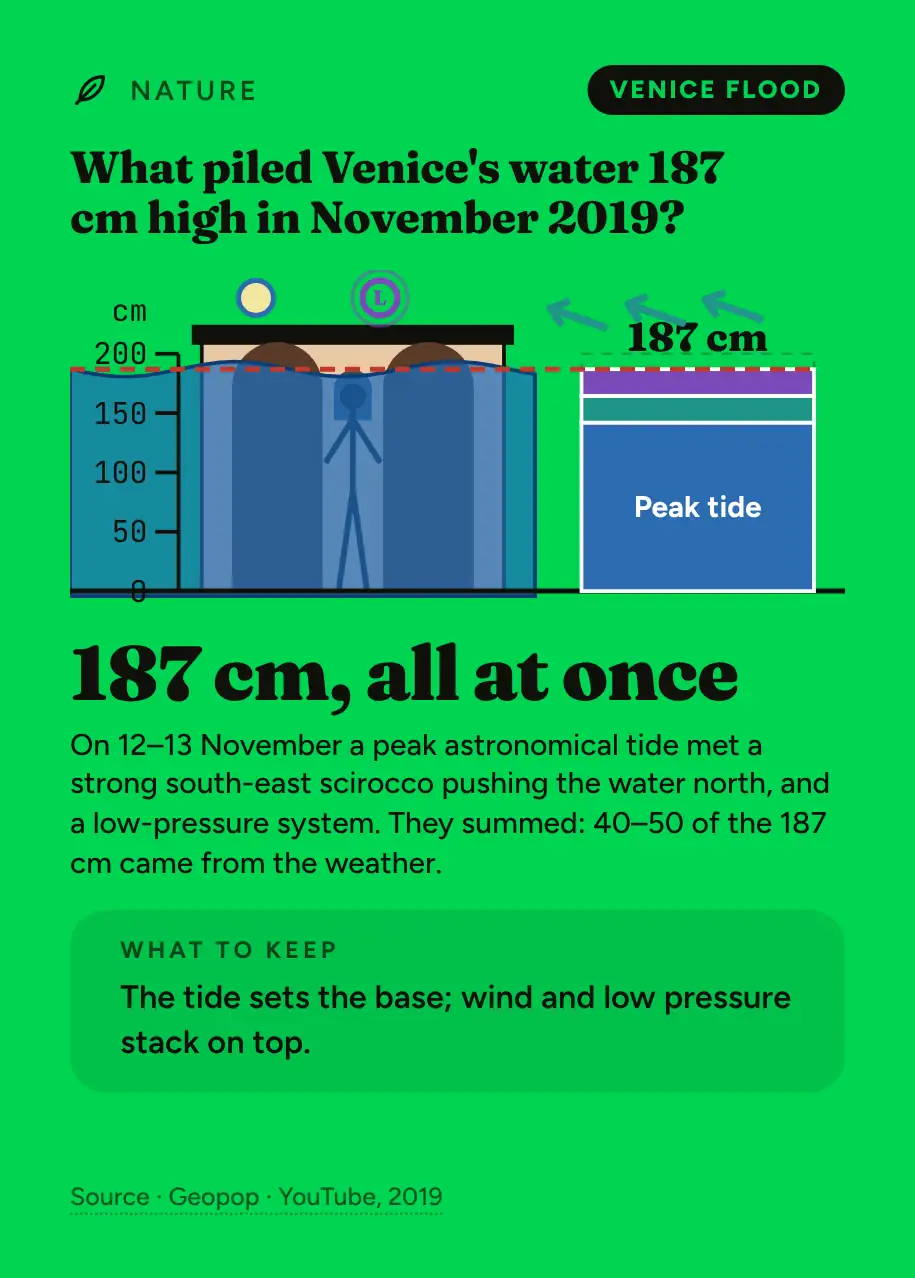 NATURE
VENICE FLOOD
What piled Venice's water 187
cm high in November 2019?
cm
L
187 cm
200
150
100
50
0
Peak tide
187 cm, all at once
On 12–13 November a peak astronomical tide met a
strong south-east scirocco pushing the water north, and
a low-pressure system. They summed: 40–50 of the 187
cm came from the weather.
WHAT TO KEEP
The tide sets the base; wind and low pressure
stack on top.
Source · Geopop · YouTube, 2019